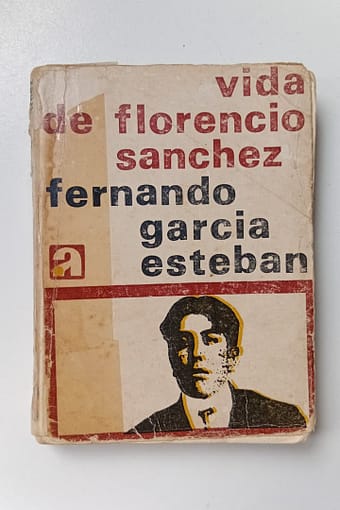 vida
de florencio
sanchez
fernando
garcia
esteban
a